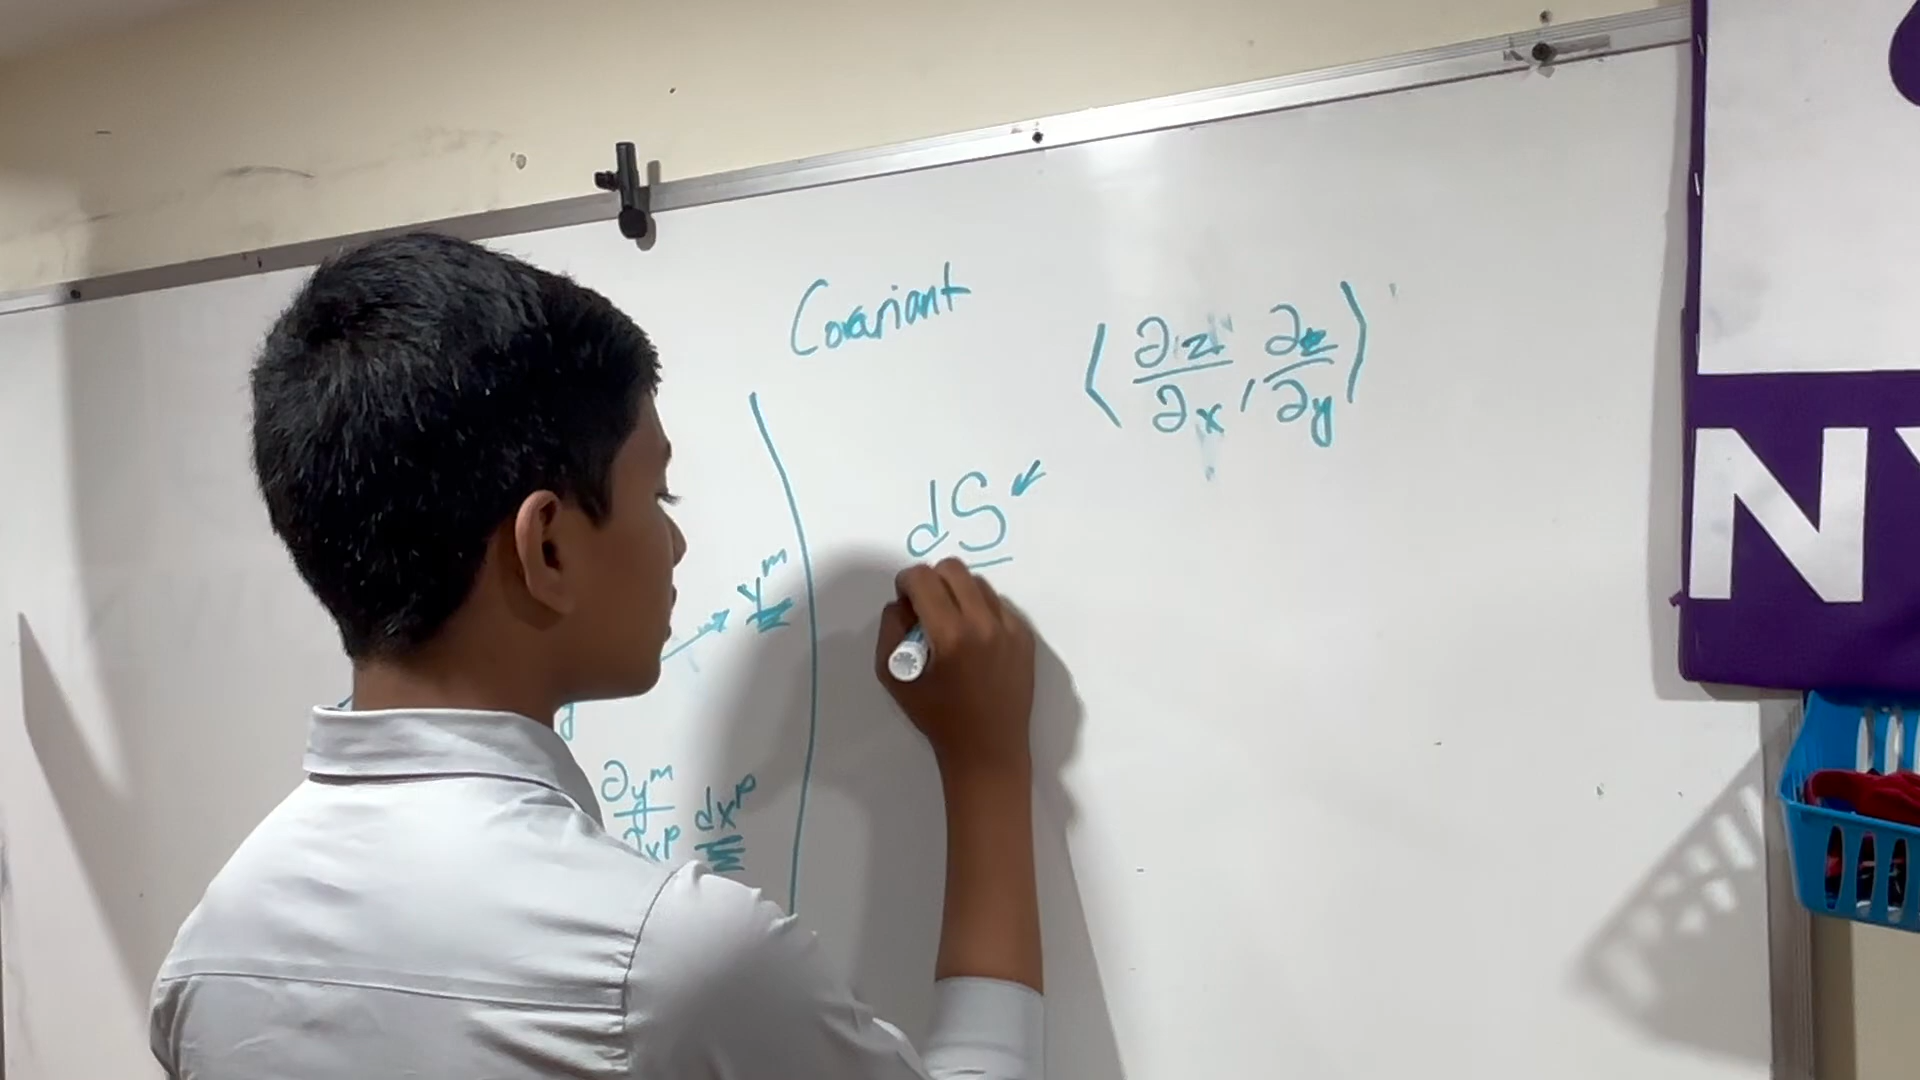 Covariant
⟨ ∂z/∂x , ∂z/∂y ⟩
dS
y^m
∂y^m/∂x^p dx^p
NY